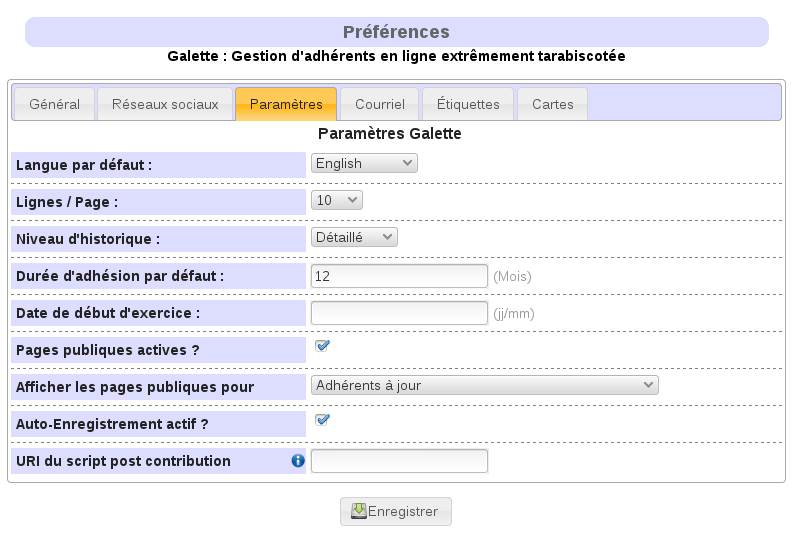 Préférences
Galette : Gestion d'adhérents en ligne extrêmement tarabiscotée
Général Réseaux sociaux Paramètres Courriel Étiquettes Cartes
Paramètres Galette
Langue par défaut : English
Lignes / Page : 10
Niveau d'historique : Détaillé
Durée d'adhésion par défaut : 12 (Mois)
Date de début d'exercice : (jj/mm)
Pages publiques actives ?
Afficher les pages publiques pour Adhérents à jour
Auto-Enregistrement actif ?
URI du script post contribution
Enregistrer